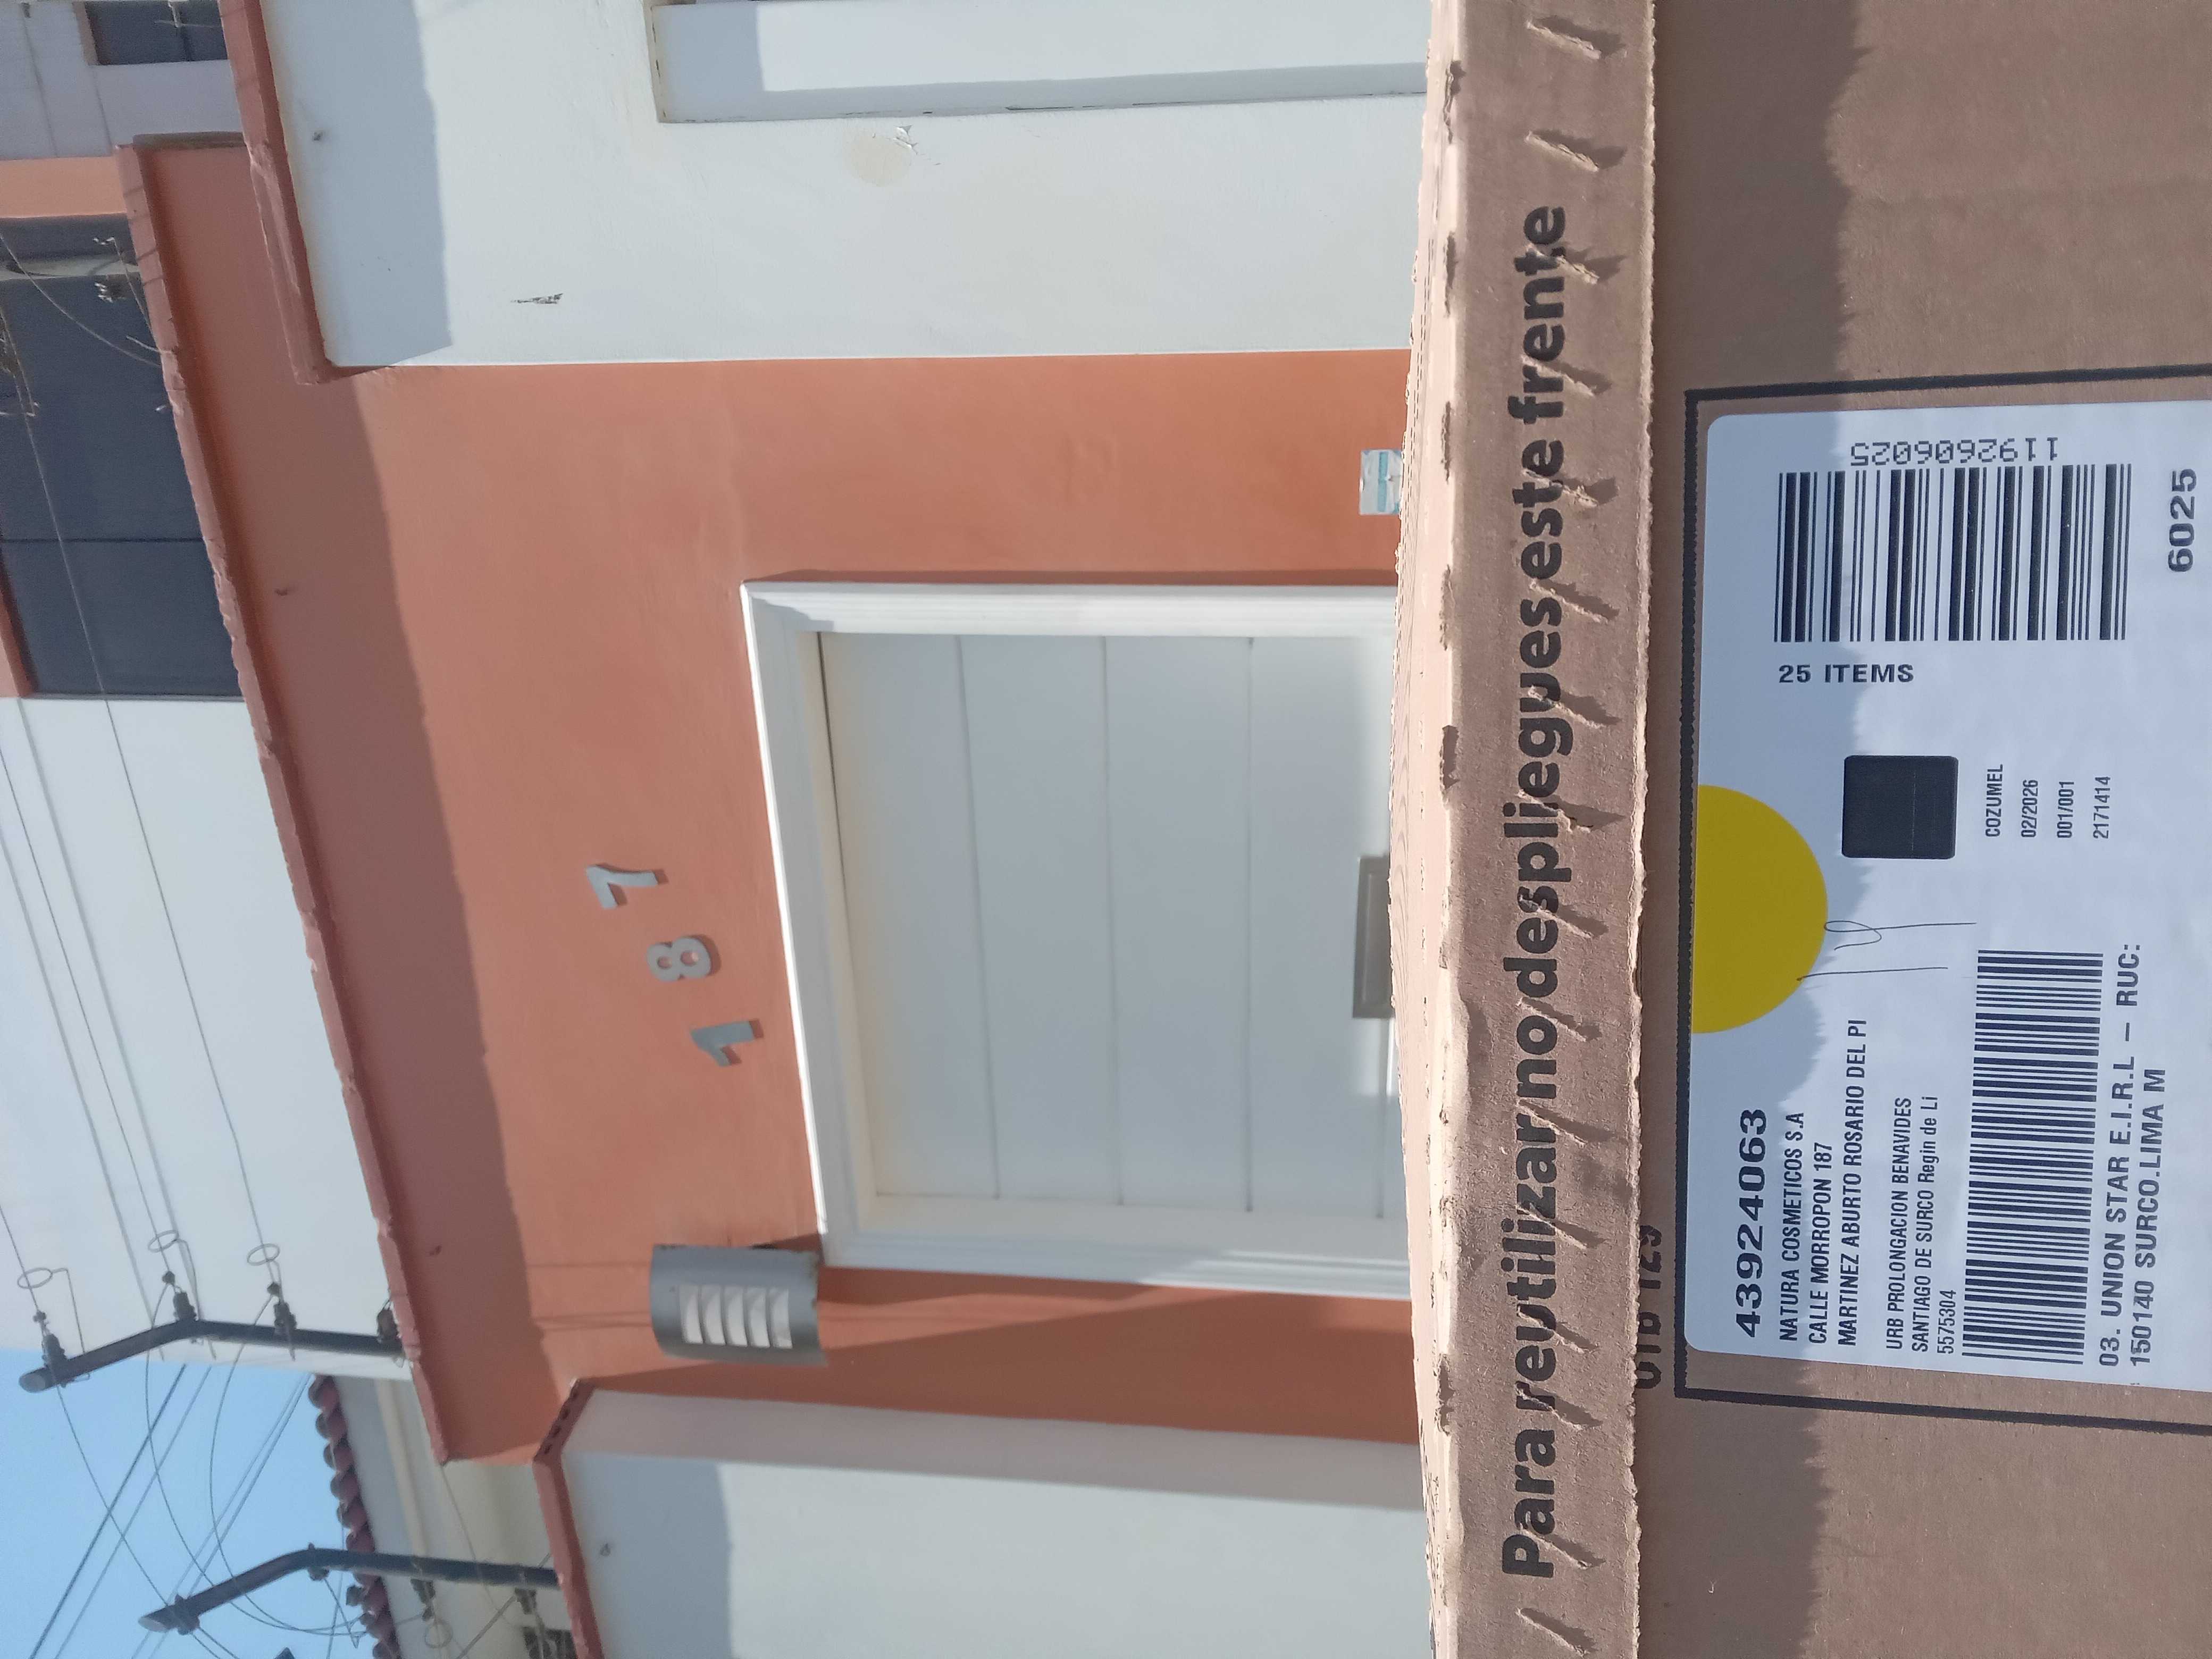 187
Para reutilizar no despliegues este frente
43924063
NATURA COSMETICOS S.A
CALLE MORROPON 187
MARTINEZ ABURTO ROSARIO DEL PI
URB PROLONGACION BENAVIDES
SANTIAGO DE SURCO Regin de Li
5575304
03. UNION STAR E.I.R.L – RUC:
150140 SURCO.LIMA M
COZUMEL
02/2026
001/001
2171414
25 ITEMS
1192606025
6025